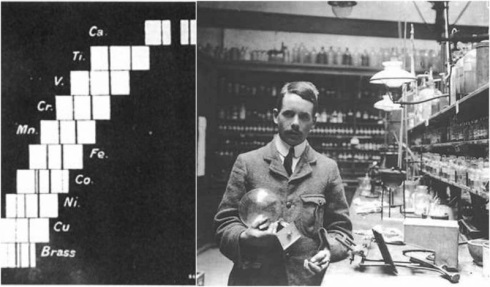 Ca.
Ti.
V.
Cr.
Mn.
Fe.
Co.
Ni.
Cu
Brass